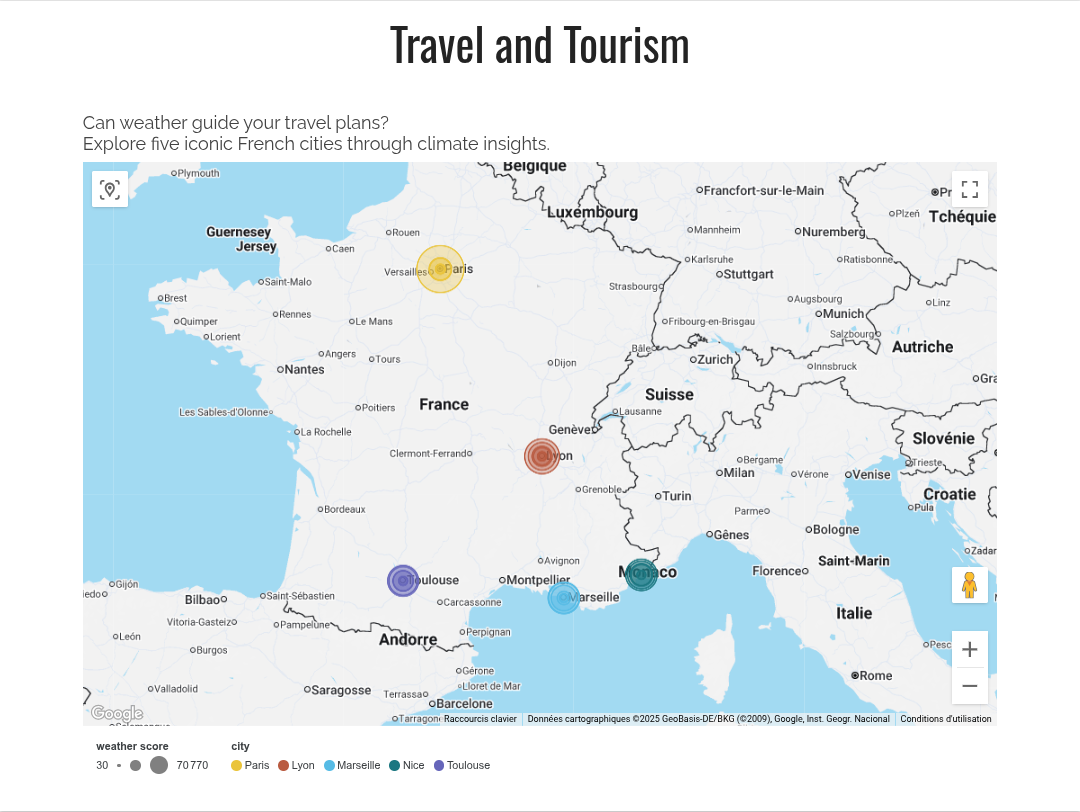 Travel and Tourism
Can weather guide your travel plans?
Explore five iconic French cities through climate insights.
Belgique
Plymouth
Francfort-sur-le-Main
Luxembourg
Plzeň
Tchéquie
Guernesey
Jersey
Rouen
Mannheim
Nuremberg
Caen
Karlsruhe
Ratisbonne
Versailles
Paris
Stuttgart
Saint-Malo
Strasbourg
Brest
Augsbourg
Linz
Rennes
Munich
Quimper
Le Mans
Fribourg-en-Brisgau
Lorient
Salzbourg
Bâle
Autriche
Angers
Tours
Zurich
Dijon
Innsbruck
Nantes
Suisse
France
Poitiers
Les Sables-d'Olonne
Lausanne
Genève
La Rochelle
Slovénie
Clermont-Ferrand
Lyon
Bergame
Trieste
Milan
Vérone
Venise
Grenoble
Turin
Croatie
Bordeaux
Parme
Pula
Bologne
Gênes
Zadar
Avignon
Saint-Marin
Monaco
Florence
Toulouse
Montpellier
Gijón
Marseille
Bilbao
Saint-Sébastien
Carcassonne
Italie
Vitoria-Gasteiz
Pampelune
Perpignan
León
Andorre
Burgos
Gérone
Rome
Valladolid
Saragosse
Terrassa
Lloret de Mar
Barcelone
Google
Raccourcis clavier
Données cartographiques ©2025 GeoBasis-DE/BKG (©2009), Google, Inst. Geogr. Nacional
Conditions d'utilisation
weather score
city
30
70 770
Paris
Lyon
Marseille
Nice
Toulouse